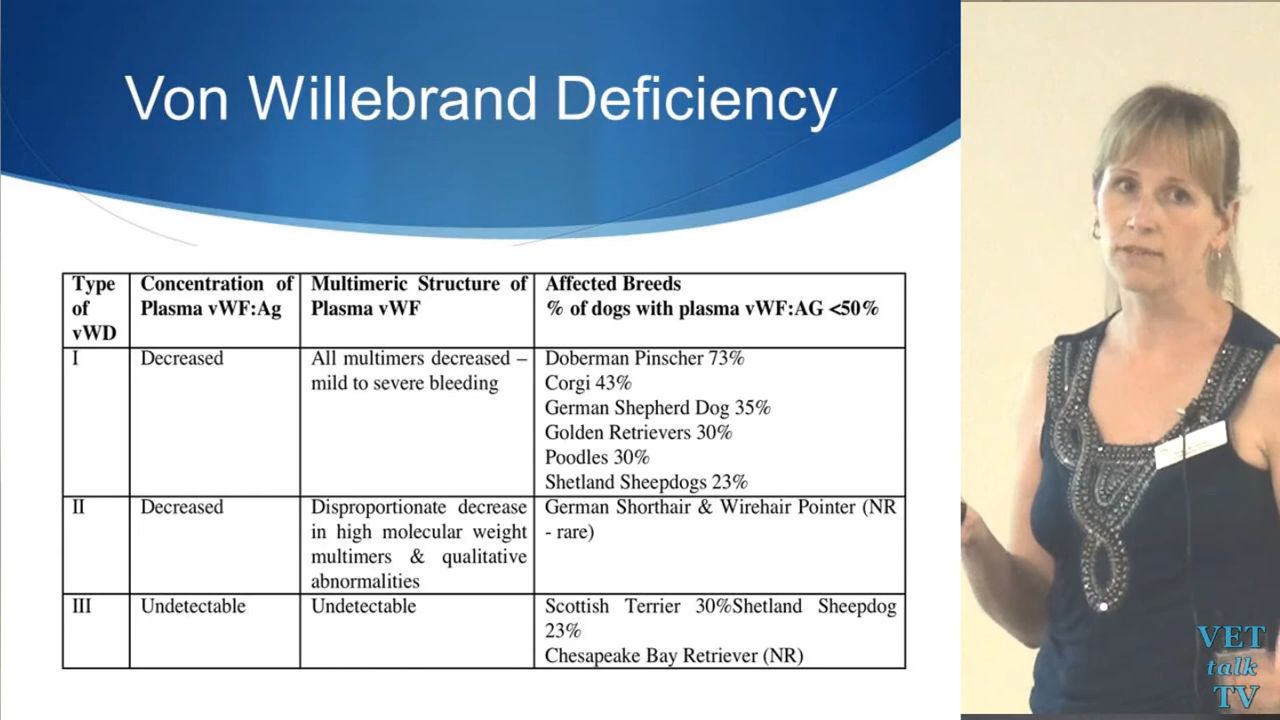 Von Willebrand Deficiency
Type of vWD
Concentration of Plasma vWF:Ag
Multimeric Structure of Plasma vWF
Affected Breeds
% of dogs with plasma vWF:AG <50%
I
Decreased
All multimers decreased –
mild to severe bleeding
Doberman Pinscher 73%
Corgi 43%
German Shepherd Dog 35%
Golden Retrievers 30%
Poodles 30%
Shetland Sheepdogs 23%
II
Decreased
Disproportionate decrease
in high molecular weight
multimers & qualitative
abnormalities
German Shorthair & Wirehair Pointer (NR
- rare)
III
Undetectable
Undetectable
Scottish Terrier 30%Shetland Sheepdog
23%
Chesapeake Bay Retriever (NR)
VET
talk
TV